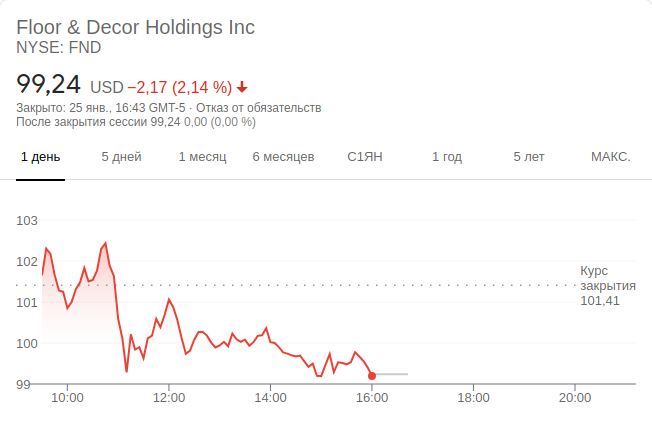 Floor & Decor Holdings Inc
NYSE: FND
99,24 USD −2,17 (2,14 %)
Закрыто: 25 янв., 16:43 GMT-5 · Отказ от обязательств
После закрытия сессии 99,24 0,00 (0,00 %)
1 день 5 дней 1 месяц 6 месяцев С1ЯН 1 год 5 лет МАКС.
103
102
Курс
закрытия
101,41
101
100
99
10:00 12:00 14:00 16:00 18:00 20:00